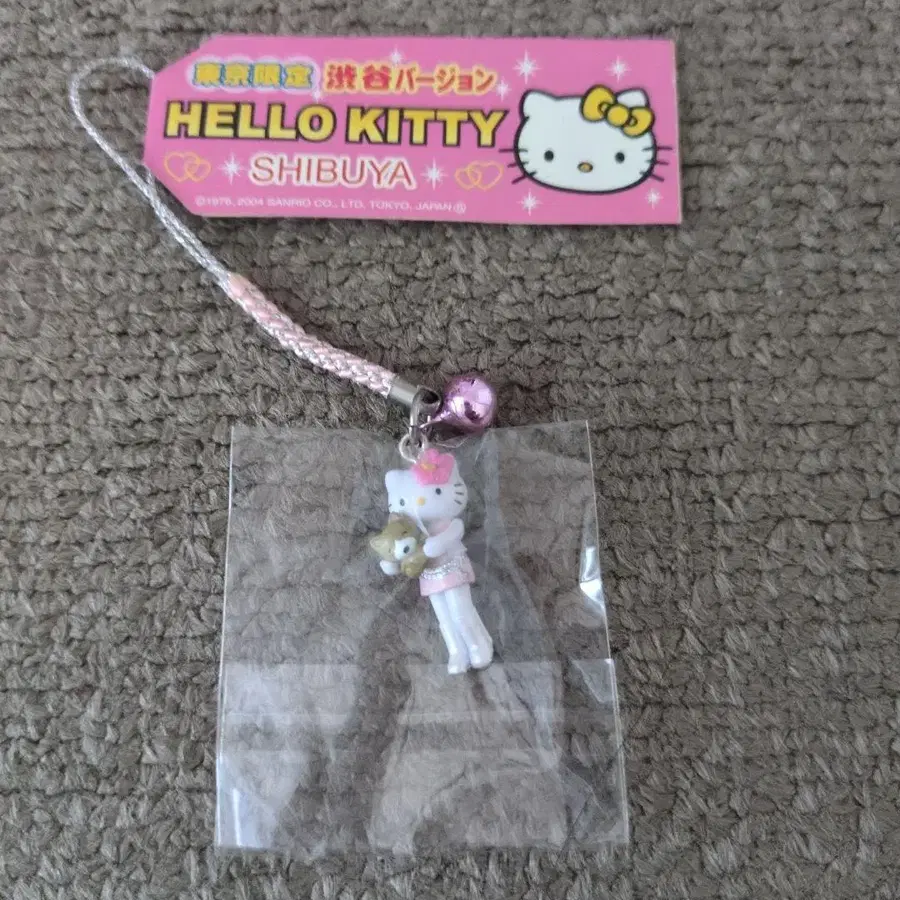 東京限定 渋谷バージョン
HELLO KITTY
SHIBUYA
©1976, 2004 SANRIO CO., LTD. TOKYO, JAPAN Ⓢ